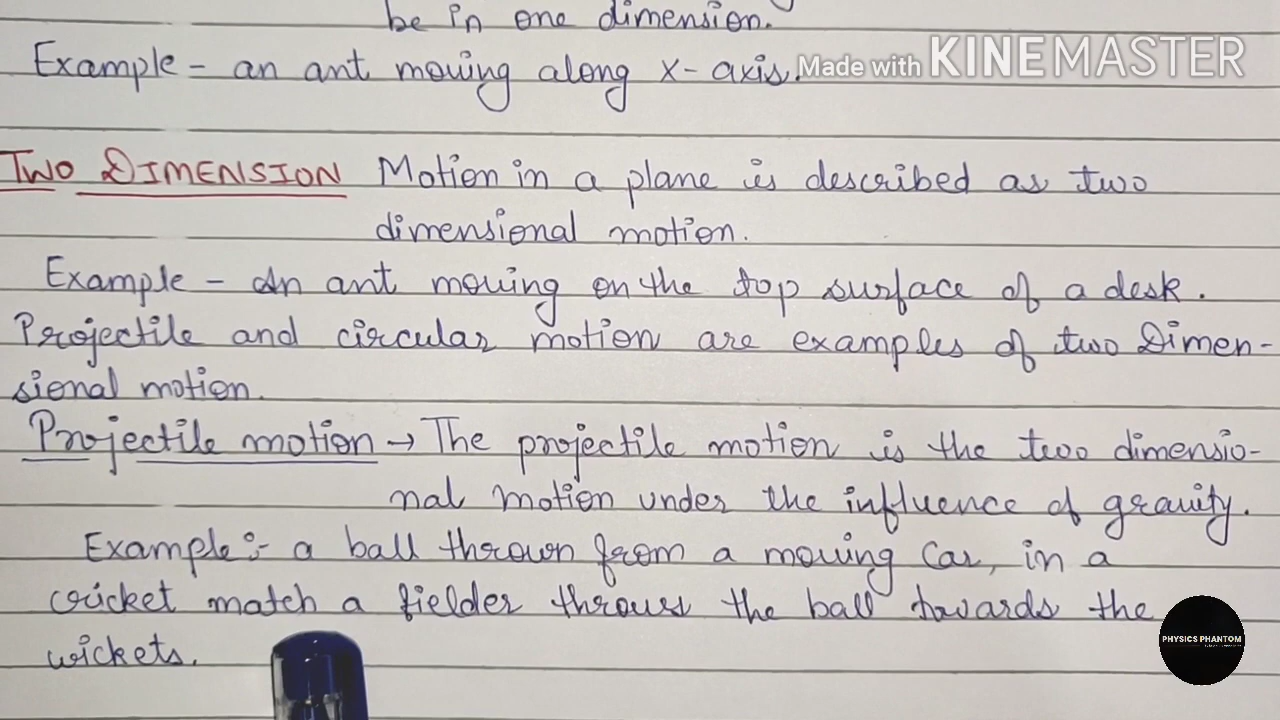 be in one dimension.
Example - an ant moving along x-axis.
Made with KINEMASTER
TWO DIMENSION Motion in a plane is described as two
dimensional motion.
Example - An ant moving on the top surface of a desk.
Projectile and circular motion are examples of two Dimen-
sional motion.
Projectile motion → The projectile motion is the two dimensio-
nal motion under the influence of gravity.
Example :- a ball thrown from a moving Car, in a
cricket match a fielder throws the ball towards the
wickets.
PHYSICS PHANTOM